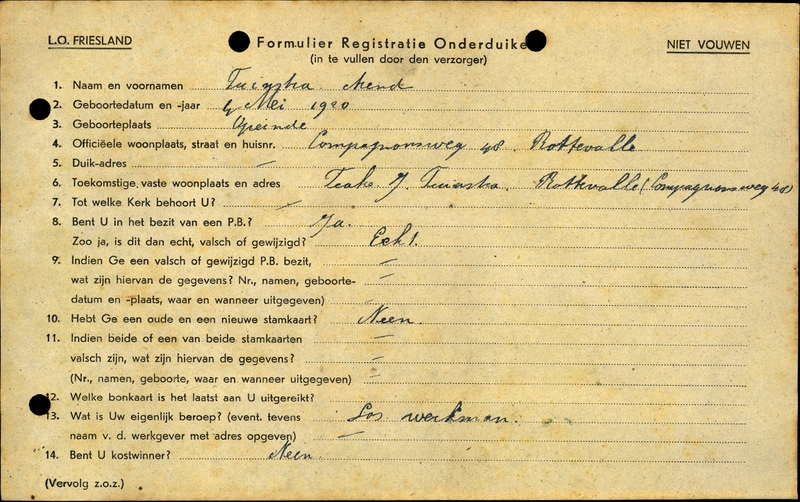 L.O. FRIESLAND
Formulier Registratie Onderduike
NIET VOUWEN
(in te vullen door den verzorger)
1. Naam en voornamen Tuinstra Arend
2. Geboortedatum en -jaar 4 Mei 1920
3. Geboorteplaats Opeinde
4. Officiëele woonplaats, straat en huisnr. Compagnonsweg 48. Rottevalle
5. Duik-adres —
6. Toekomstige vaste woonplaats en adres J. Tuinstra. Rottevalle (Compagnonsweg 48)
7. Tot welke Kerk behoort U? —
8. Bent U in het bezit van een P.B.? Ja.
Zoo ja, is dit dan echt, valsch of gewijzigd? Echt.
9. Indien Ge een valsch of gewijzigd P.B. bezit, —
wat zijn hiervan de gegevens? Nr., namen, geboorte- —
datum en -plaats, waar en wanneer uitgegeven) —
10. Hebt Ge een oude en een nieuwe stamkaart? Neen.
11. Indien beide of een van beide stamkaarten —
valsch zijn, wat zijn hiervan de gegevens? —
(Nr., namen, geboorte, waar en wanneer uitgegeven) —
12. Welke bonkaart is het laatst aan U uitgereikt?
13. Wat is Uw eigenlijk beroep? (event. tevens Los werkman.
naam v. d. werkgever met adres opgeven) —
14. Bent U kostwinner? Neen
(Vervolg z.o.z.)